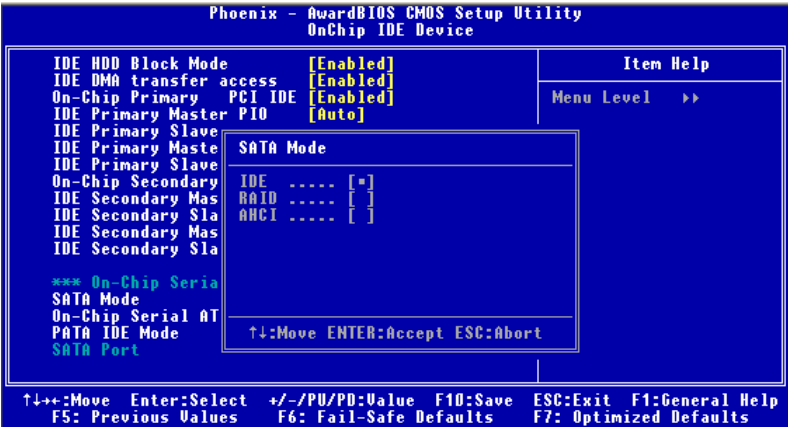 Phoenix - AwardBIOS CMOS Setup Utility
OnChip IDE Device
IDE HDD Block Mode [Enabled]
IDE DMA transfer access [Enabled]
On-Chip Primary PCI IDE [Enabled]
IDE Primary Master PIO [Auto]
IDE Primary Slave
IDE Primary Maste
IDE Primary Slave
On-Chip Secondary
IDE Secondary Mas
IDE Secondary Sla
IDE Secondary Mas
IDE Secondary Sla
*** On-Chip Seria
SATA Mode
On-Chip Serial AT
PATA IDE Mode
SATA Port
SATA Mode
IDE ..... [▪]
RAID ..... [ ]
AHCI ..... [ ]
↑↓:Move ENTER:Accept ESC:Abort
Item Help
Menu Level ▸▸
↑↓→←:Move Enter:Select +/-/PU/PD:Value F10:Save ESC:Exit F1:General Help
F5: Previous Values F6: Fail-Safe Defaults F7: Optimized Defaults